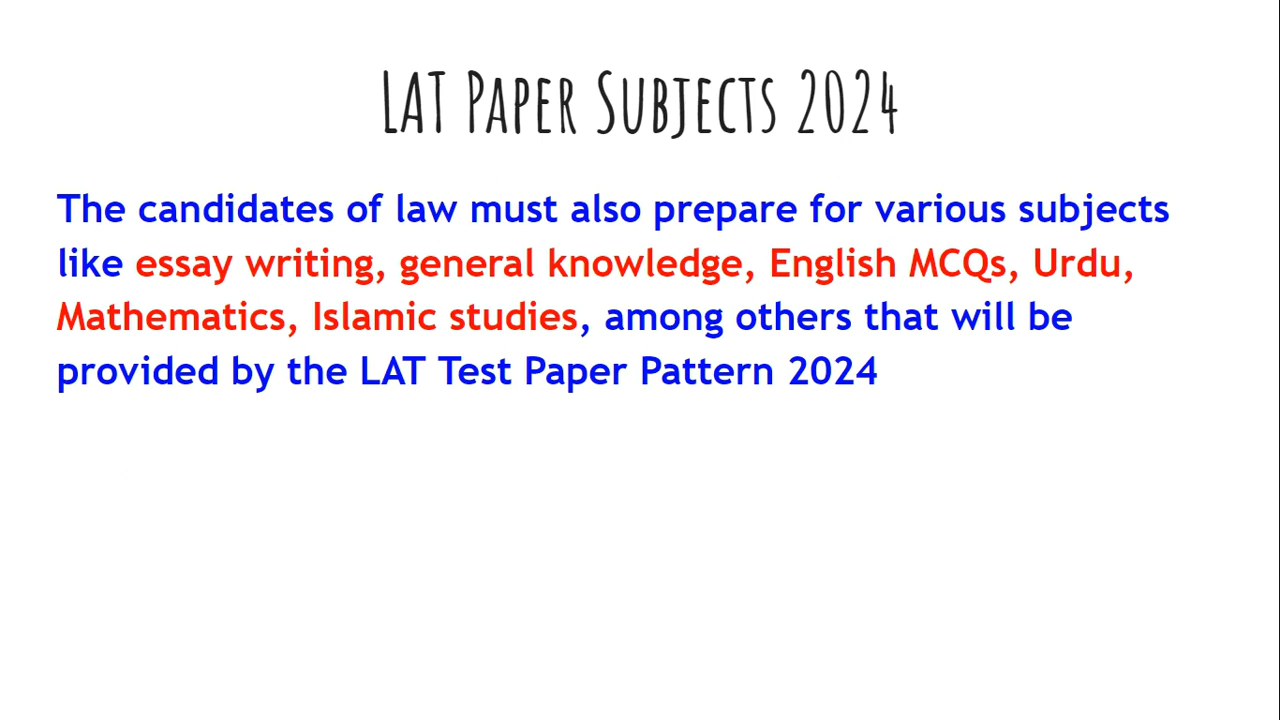 LAT Paper Subjects 2024
The candidates of law must also prepare for various subjects
like essay writing, general knowledge, English MCQs, Urdu,
Mathematics, Islamic studies, among others that will be
provided by the LAT Test Paper Pattern 2024